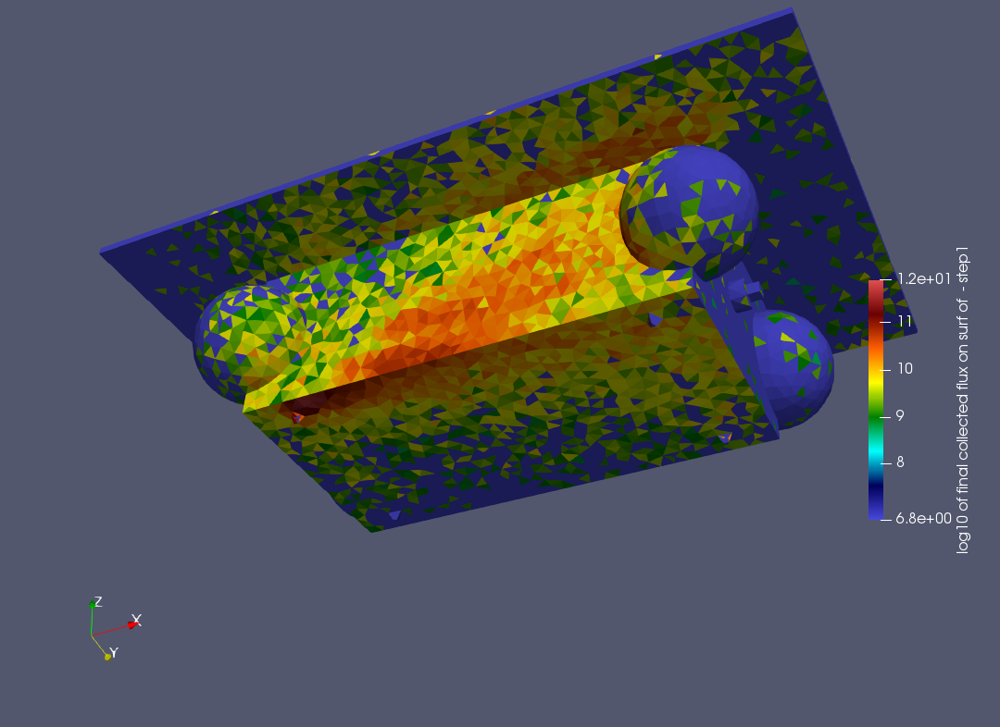 1.2e+01
11
10
9
8
6.8e+00
log10 of final collected flux on surf of  - step1
Z
X
Y